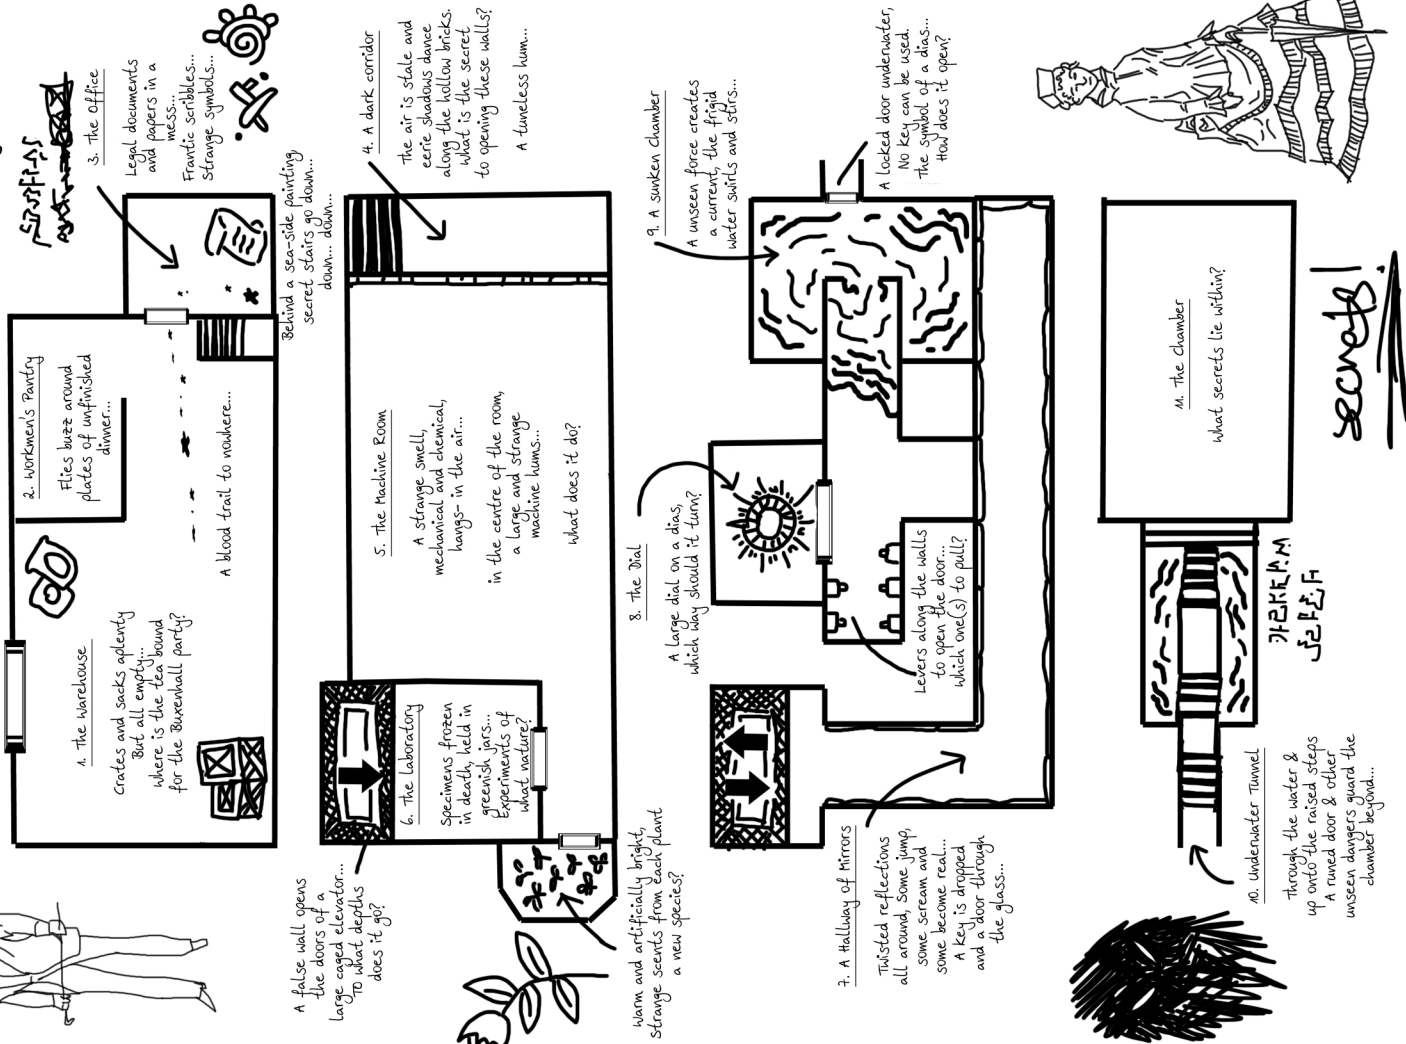 1. The Warehouse
Crates and sacks aplenty
But all empty...
Where is the tea bound
for the Buxenhall party?
2. Workmen's Pantry
Flies buzz around
plates of unfinished
dinner...
A blood trail to nowhere...
3. The Office
Legal documents
and papers in a
mess...
Frantic scribbles...
Strange symbols...
Behind a sea-side painting,
secret stairs go down...
down... down...
4. A dark corridor
The air is stale and
eerie shadows dance
along the hollow bricks.
What is the secret
to opening these walls?
A tuneless hum...
5. The Machine Room
A strange smell,
mechanical and chemical,
hangs- in the air...
in the centre of the room,
a large and strange
machine hums...
What does it do?
6. The Laboratory
Specimens frozen
in death, held in
greenish jars...
Experiments of
what nature?
A false wall opens
the doors of a
large caged elevator...
TO what depths
does it go?
Warm and artificially bright,
strange scents from each plant
a new species?
7. A Hallway of Mirrors
Twisted reflections
all around, some jump,
some scream and
some become real...
A key is dropped
and a door through
the glass...
8. The Dial
A large dial on a dias,
which way should it turn?
Levers along the walls
to open the door...
which one(s) to pull?
9. A sunken chamber
A unseen force creates
a current, the frigid
water swirls and stirs...
A locked door underwater,
No key can be used.
The symbol of a dias...
How does it open?
10. Underwater Tunnel
Through the water &
up onto the raised steps
A runed door & other
unseen dangers guard the
chamber beyond...
11. The Chamber
What secrets lie within?
secrets!